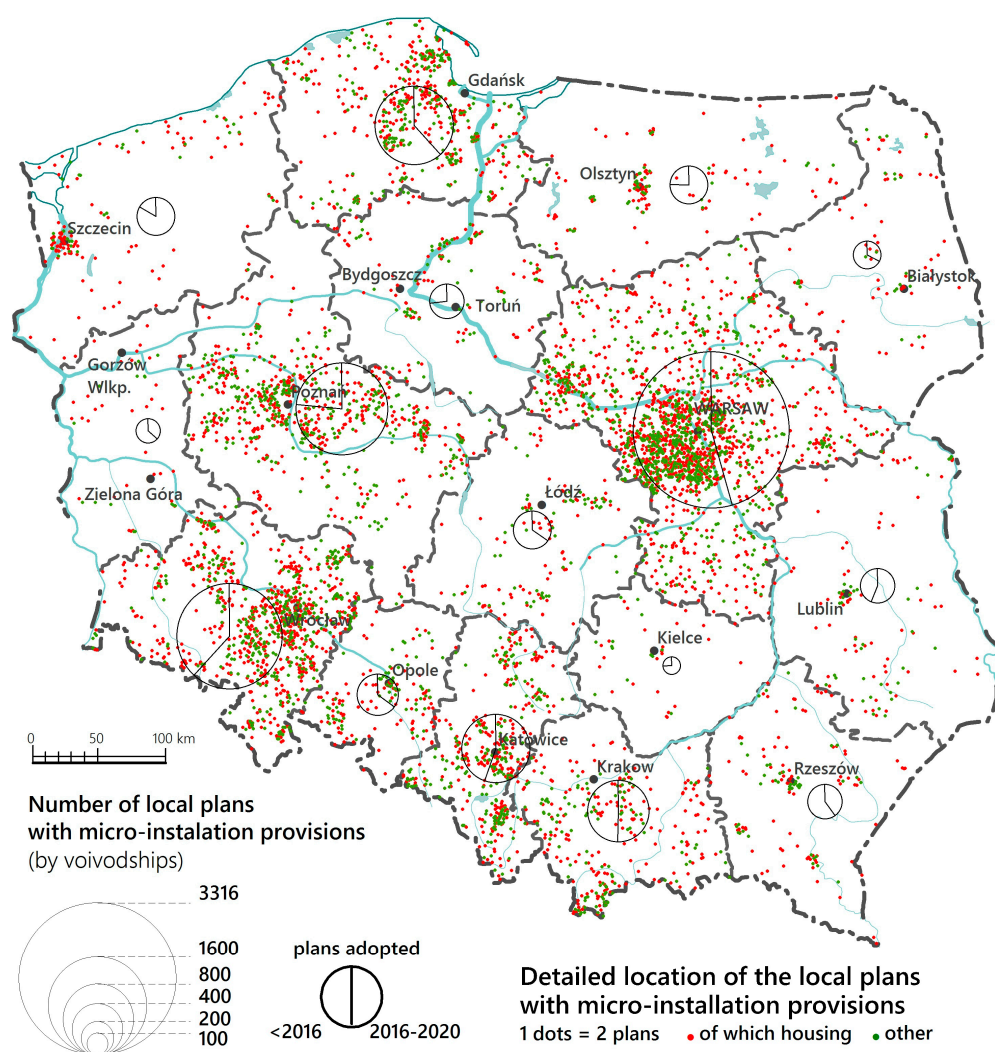 Gdańsk
Olsztyn
Szczecin
Białystok
Bydgoszcz
Toruń
Gorzów
Wlkp.
Poznań
WARSAW
Zielona Góra
Łódź
Lublin
Wrocław
Kielce
Opole
Katowice
Krakow
Rzeszów
0 50 100 km
Number of local plans
with micro-instalation provisions
(by voivodships)
3316
1600
800
400
200
100
plans adopted
<2016 2016-2020
Detailed location of the local plans
with micro-installation provisions
1 dots = 2 plans of which housing other